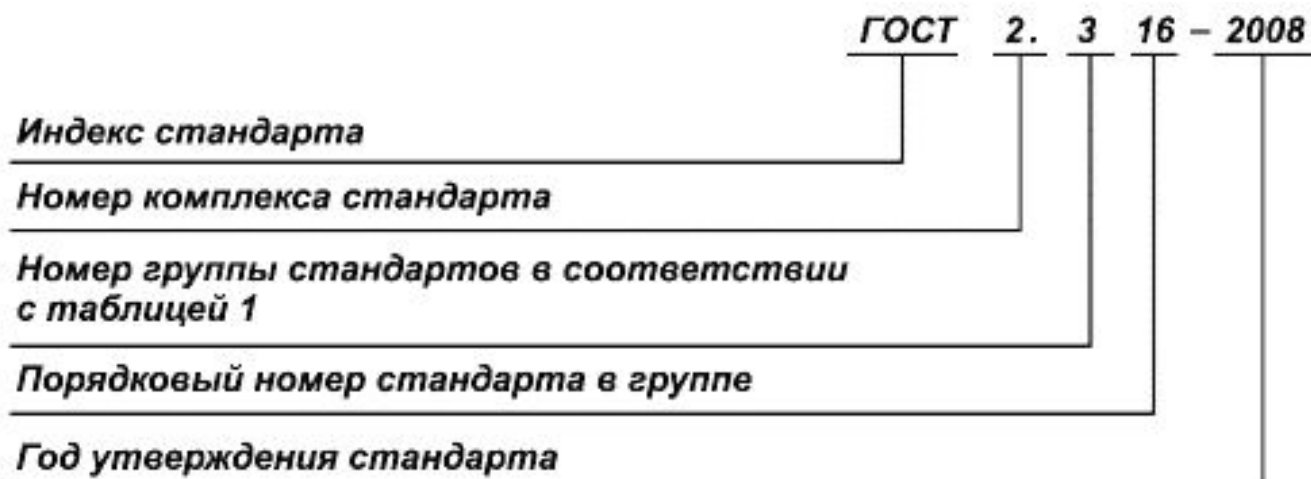 ГОСТ 2. 3 16 – 2008
Индекс стандарта
Номер комплекса стандарта
Номер группы стандартов в соответствии
с таблицей 1
Порядковый номер стандарта в группе
Год утверждения стандарта